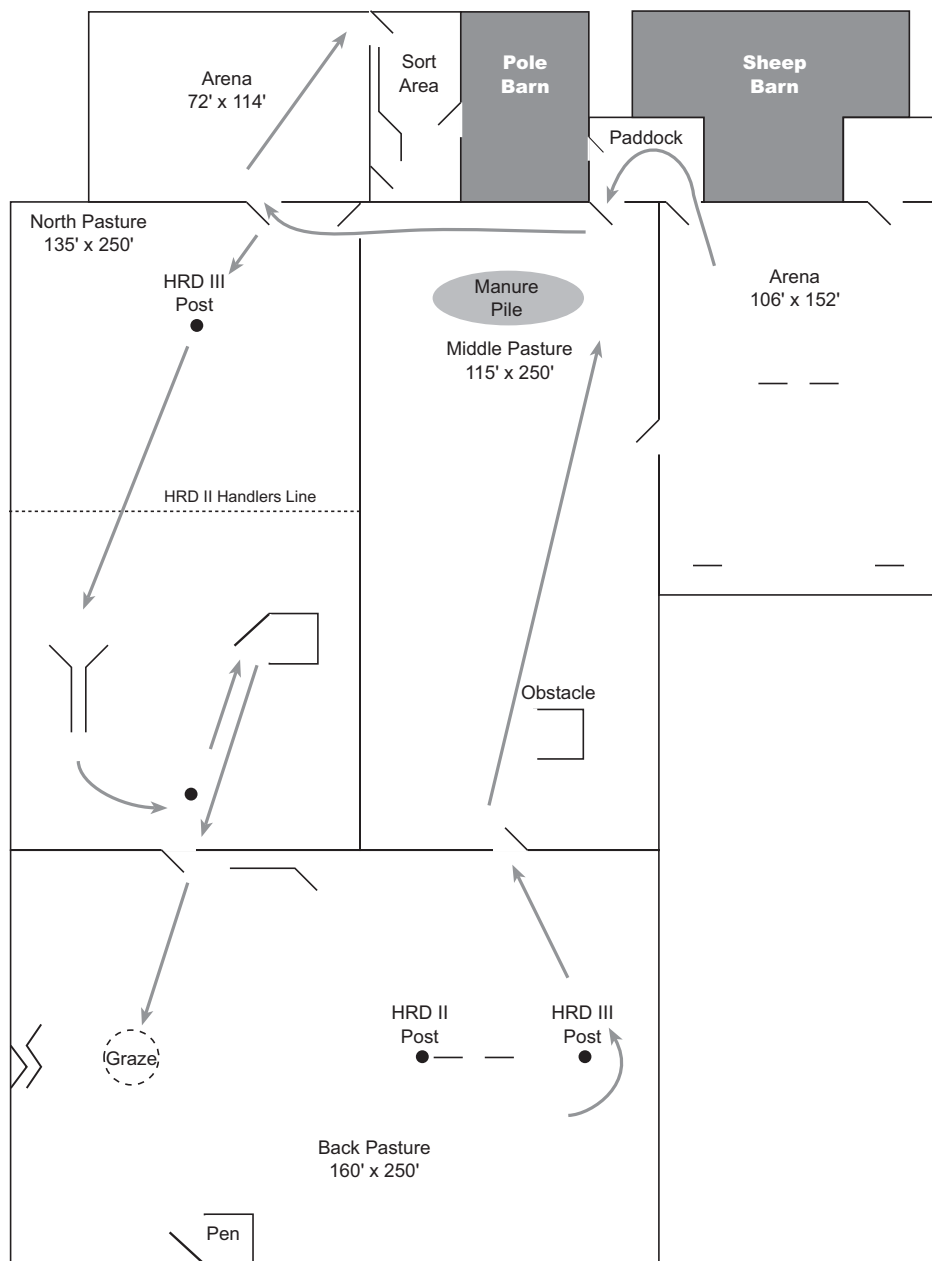 Arena
72' x 114'
Sort
Area
Pole
Barn
Sheep
Barn
Paddock
North Pasture
135' x 250'
HRD III
Post
Manure
Pile
Middle Pasture
115' x 250'
Arena
106' x 152'
HRD II Handlers Line
Obstacle
HRD II
Post
HRD III
Post
Graze
Back Pasture
160' x 250'
Pen